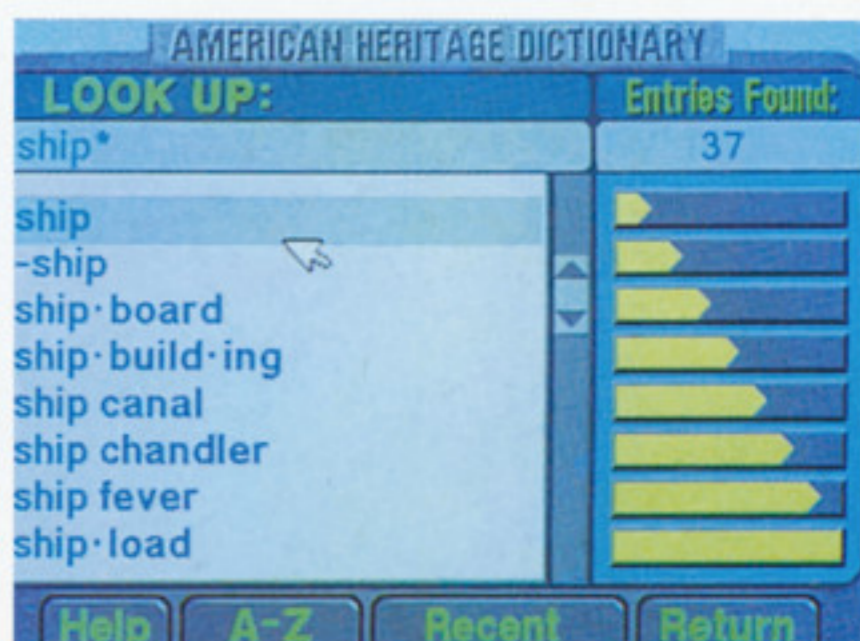 AMERICAN HERITAGE DICTIONARY
LOOK UP: Entries Found:
ship* 37
ship
-ship
ship·board
ship·build·ing
ship canal
ship chandler
ship fever
ship·load
Help A-Z Recent Return